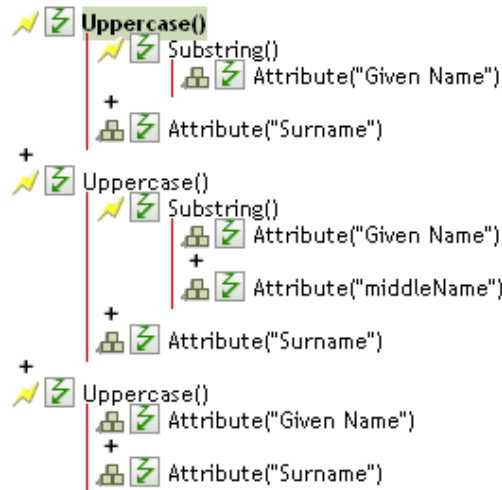 Uppercase()
Substring()
Attribute("Given Name")
+
Attribute("Surname")
+
Uppercase()
Substring()
Attribute("Given Name")
+
Attribute("middleName")
+
Attribute("Surname")
+
Uppercase()
Attribute("Given Name")
+
Attribute("Surname")